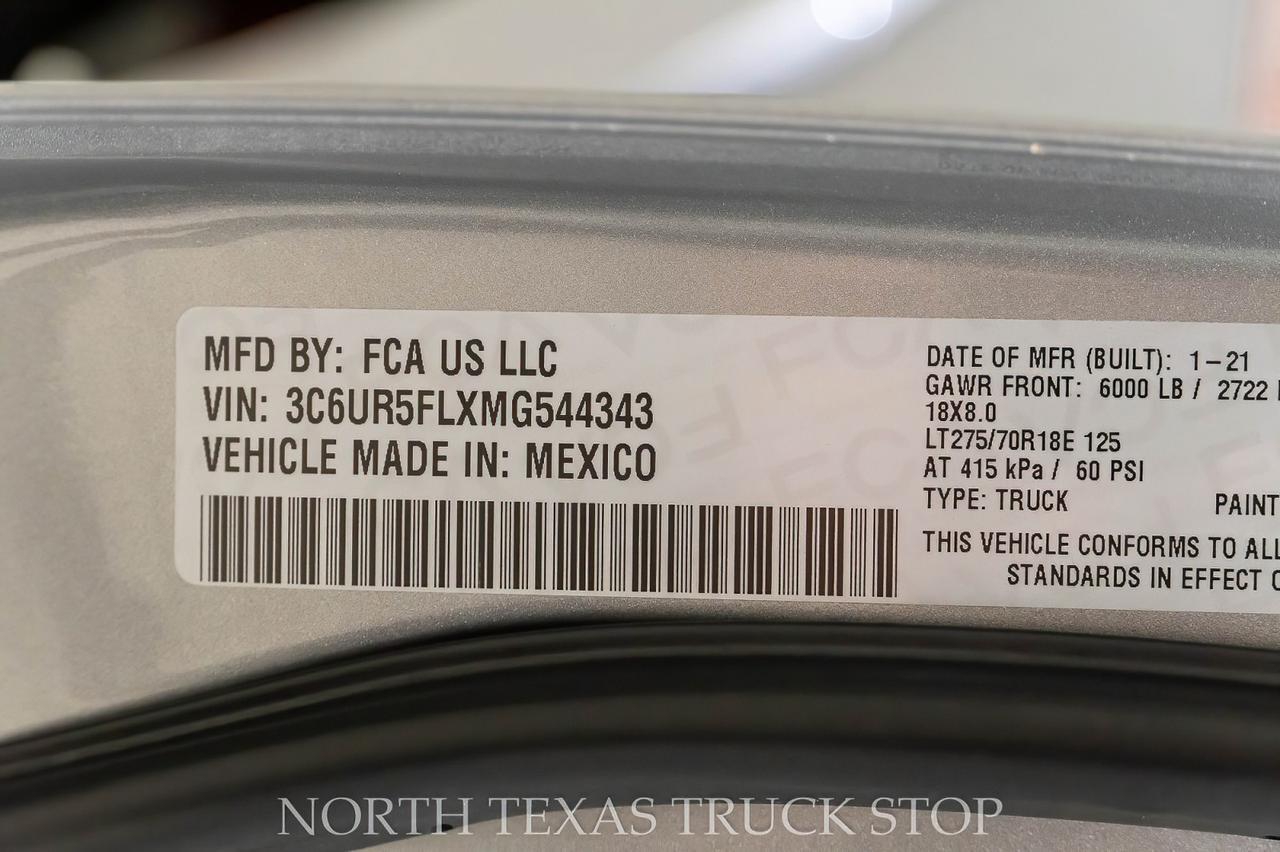 MFD BY: FCA US LLC
VIN: 3C6UR5FLXMG544343
VEHICLE MADE IN: MEXICO
DATE OF MFR (BUILT): 1–21
GAWR FRONT: 6000 LB / 2722
18X8.0
LT275/70R18E 125
AT 415 kPa / 60 PSI
TYPE: TRUCK PAINT
THIS VEHICLE CONFORMS TO ALL
STANDARDS IN EFFECT
NORTH TEXAS TRUCK STOP